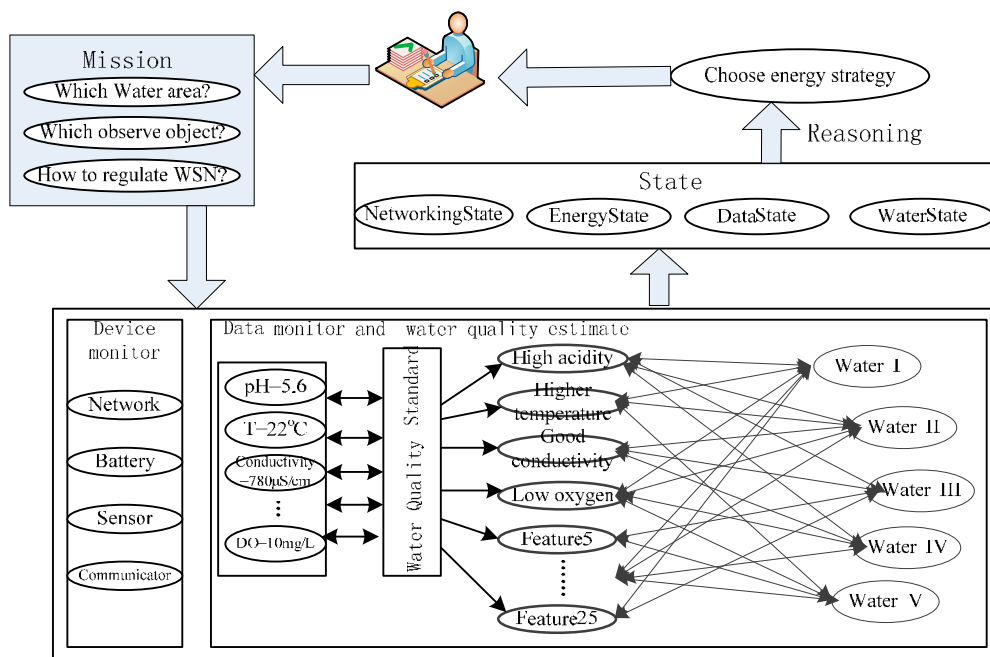 Mission
Which Water area?
Which observe object?
How to regulate WSN?
Choose energy strategy
Reasoning
State
NetworkingState
EnergyState
DataState
WaterState
Device
monitor
Network
Battery
Sensor
Communicator
Data monitor and water quality estimate
pH–5.6
T–22°C
Conductivity
–780µS/cm
DO–10mg/L
Water Quality Standard
High acidity
Higher
temperature
Good
conductivity
Low oxygen
Feature5
Feature25
Water I
Water II
Water III
Water IV
Water V